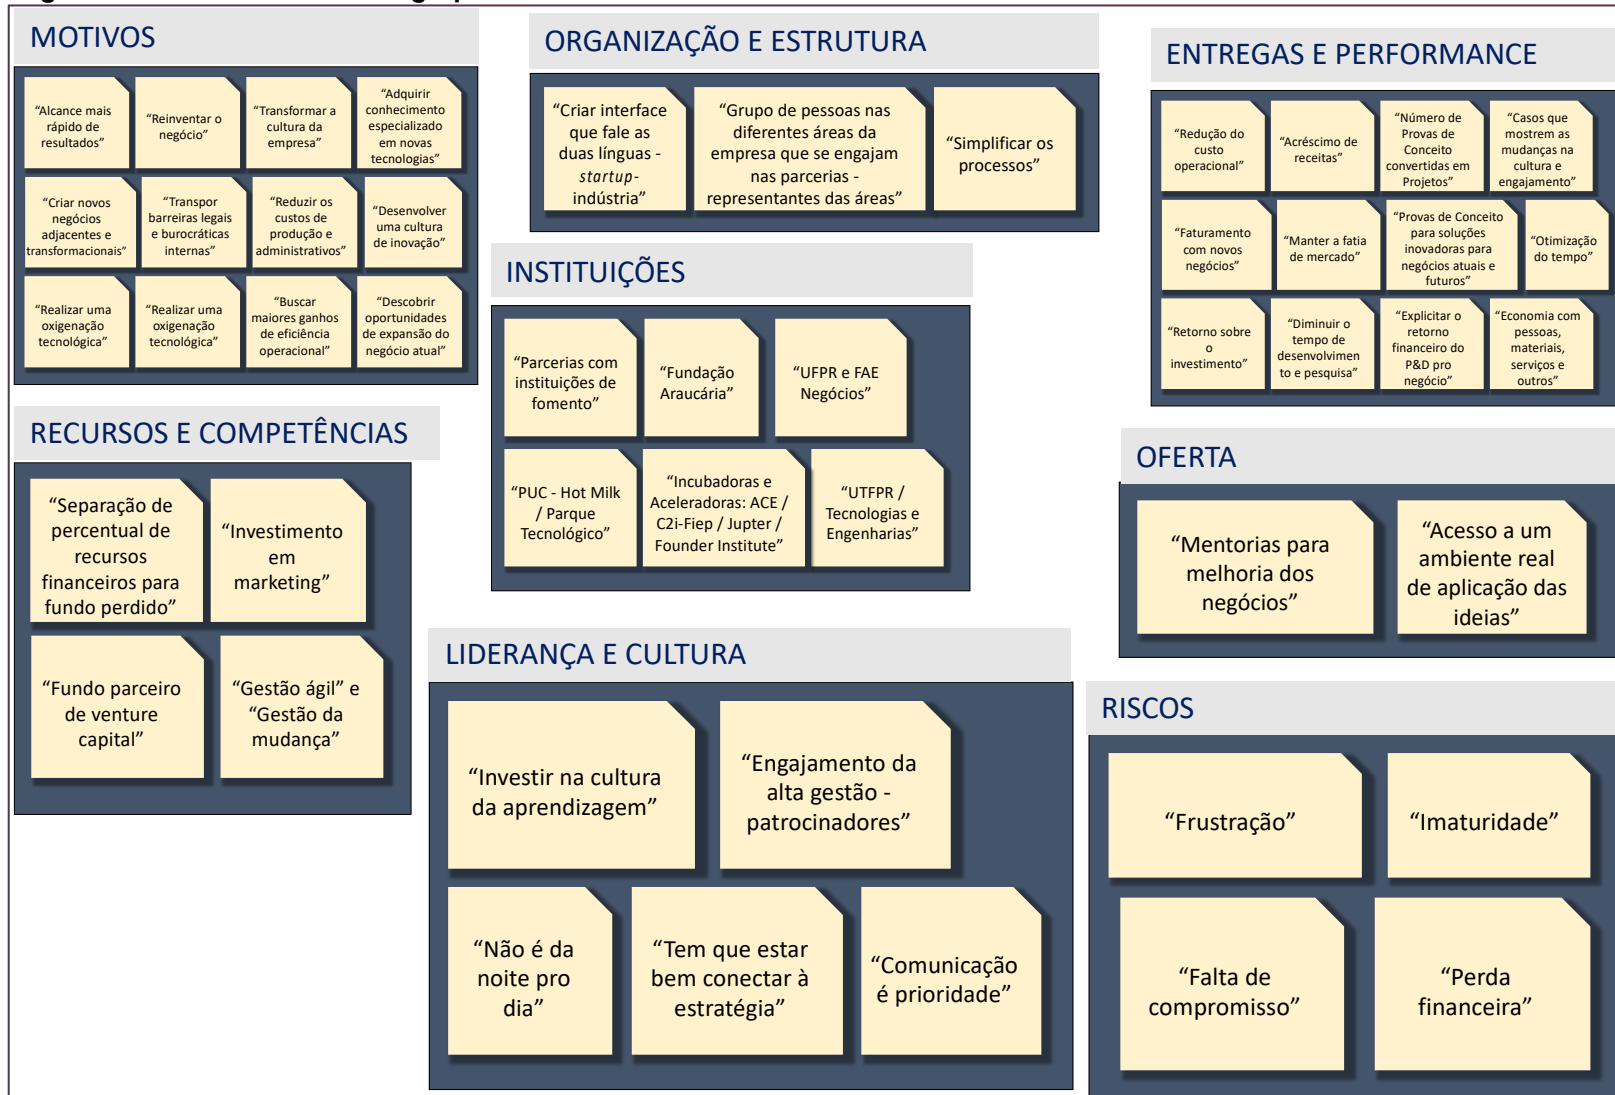 MOTIVOS
“Alcance mais
rápido de
resultados”
“Reinventar o
negócio”
“Transformar a
cultura da
empresa”
“Adquirir
conhecimento
especializado
em novas
tecnologias”
“Criar novos
negócios
adjacentes e
transformacionais”
“Transpor
barreiras legais
e burocráticas
internas”
“Reduzir os
custos de
produção e
administrativos”
“Desenvolver
uma cultura
de inovação”
“Realizar uma
oxigenação
tecnológica”
“Realizar uma
oxigenação
tecnológica”
“Buscar
maiores ganhos
de eficiência
operacional”
“Descobrir
oportunidades
de expansão do
negócio atual”
ORGANIZAÇÃO E ESTRUTURA
“Criar interface
que fale as
duas línguas -
startup-
indústria”
“Grupo de pessoas nas
diferentes áreas da
empresa que se engajam
nas parcerias -
representantes das áreas”
“Simplificar os
processos”
ENTREGAS E PERFORMANCE
“Redução do
custo
operacional”
“Acréscimo de
receitas”
“Número de
Provas de
Conceito
convertidas em
Projetos”
“Casos que
mostrem as
mudanças na
cultura e
engajamento”
“Faturamento
com novos
negócios”
“Manter a fatia
de mercado”
“Provas de Conceito
para soluções
inovadoras para
negócios atuais e
futuros”
“Otimização
do tempo”
“Retorno sobre
o
investimento”
“Diminuir o
tempo de
desenvolvimen
to e pesquisa”
“Explicitar o
retorno
financeiro do
P&D pro
negócio”
“Economia com
pessoas,
materiais,
serviços e
outros”
INSTITUIÇÕES
“Parcerias com
instituições de
fomento”
“Fundação
Araucária”
“UFPR e FAE
Negócios”
“PUC - Hot Milk
/ Parque
Tecnológico”
“Incubadoras e
Aceleradoras: ACE /
C2i-Fiep / Jupter /
Founder Institute”
“UTFPR /
Tecnologias e
Engenharias”
RECURSOS E COMPETÊNCIAS
“Separação de
percentual de
recursos
financeiros para
fundo perdido”
“Investimento
em
marketing”
“Fundo parceiro
de venture
capital”
“Gestão ágil” e
“Gestão da
mudança”
OFERTA
“Mentorias para
melhoria dos
negócios”
“Acesso a um
ambiente real
de aplicação das
ideias”
LIDERANÇA E CULTURA
“Investir na cultura
da aprendizagem”
“Engajamento da
alta gestão -
patrocinadores”
“Não é da
noite pro
dia”
“Tem que estar
bem conectar à
estratégia”
“Comunicação
é prioridade”
RISCOS
“Frustração”
“Imaturidade”
“Falta de
compromisso”
“Perda
financeira”